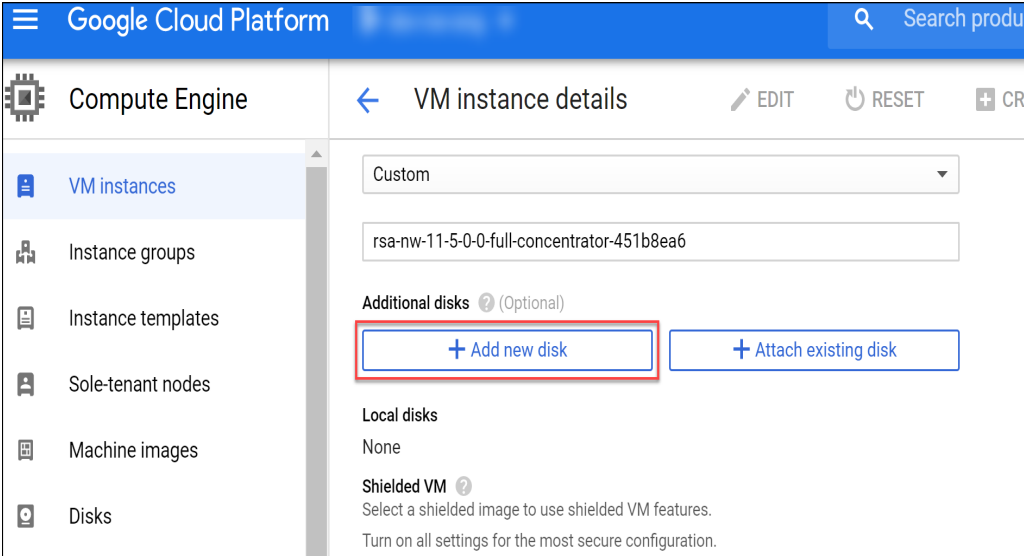 Google Cloud Platform
Search produ
Compute Engine
VM instance details
EDIT
RESET
CR
VM instances
Instance groups
Instance templates
Sole-tenant nodes
Machine images
Disks
Custom
rsa-nw-11-5-0-0-full-concentrator-451b8ea6
Additional disks ? (Optional)
+ Add new disk
+ Attach existing disk
Local disks
None
Shielded VM ?
Select a shielded image to use shielded VM features.
Turn on all settings for the most secure configuration.